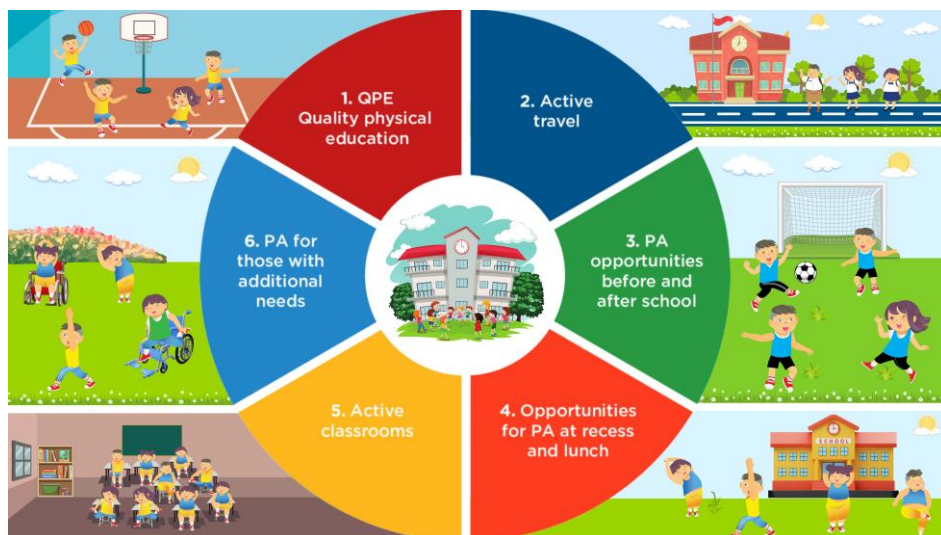 1. QPE
Quality physical
education
2. Active
travel
3. PA
opportunities
before and
after school
4. Opportunities
for PA at recess
and lunch
5. Active
classrooms
6. PA for
those with
additional
needs
SCHOOL